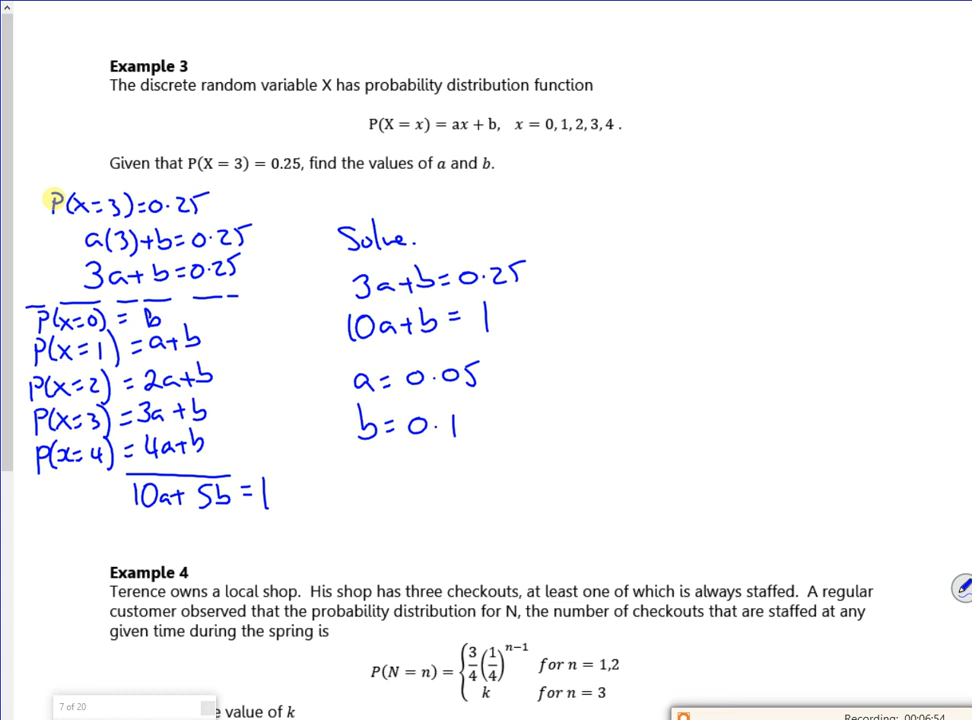 Example 3
The discrete random variable X has probability distribution function
P(X = x) = ax + b, x = 0, 1, 2, 3, 4 .
Given that P(X = 3) = 0.25, find the values of a and b.
P(x=3)=0.25
a(3)+b=0.25
3a+b=0.25
P(x=0) = b
P(x=1) = a+b
P(x=2) = 2a+b
P(x=3) = 3a+b
P(x=4) = 4a+b
10a+ 5b = 1
Solve.
3a+b=0.25
10a+b = 1
a = 0.05
b = 0.1
Example 4
Terence owns a local shop. His shop has three checkouts, at least one of which is always staffed. A regular
customer observed that the probability distribution for N, the number of checkouts that are staffed at any
given time during the spring is
P(N = n) = { 3/4 (1/4)^(n−1) for n = 1,2
k for n = 3
7 of 20
e value of k
Recording: 00:06:54